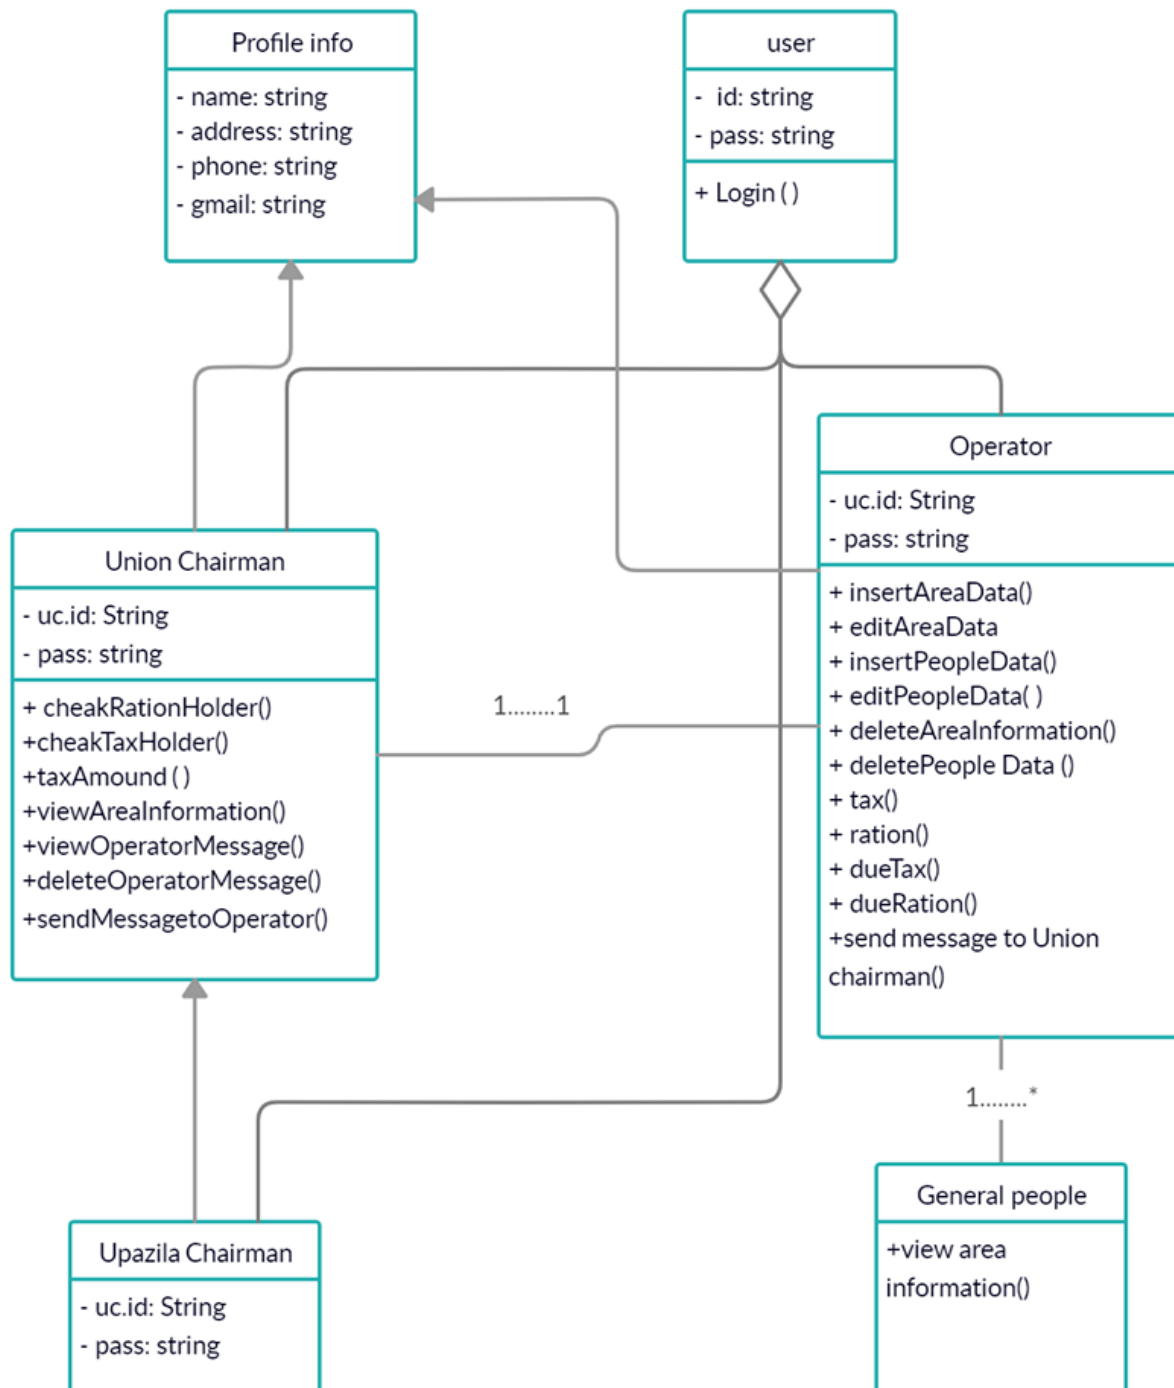 Profile info
- name: string
- address: string
- phone: string
- gmail: string
user
- id: string
- pass: string
+ Login ( )
Operator
- uc.id: String
- pass: string
+ insertAreaData()
+ editAreaData
+ insertPeopleData()
+ editPeopleData( )
+ deleteAreaInformation()
+ deletePeople Data ()
+ tax()
+ ration()
+ dueTax()
+ dueRation()
+send message to Union
chairman()
Union Chairman
- uc.id: String
- pass: string
+ cheakRationHolder()
+cheakTaxHolder()
+taxAmound ( )
+viewAreaInformation()
+viewOperatorMessage()
+deleteOperatorMessage()
+sendMessagetoOperator()
1........1
1........*
Upazila Chairman
- uc.id: String
- pass: string
General people
+view area
information()